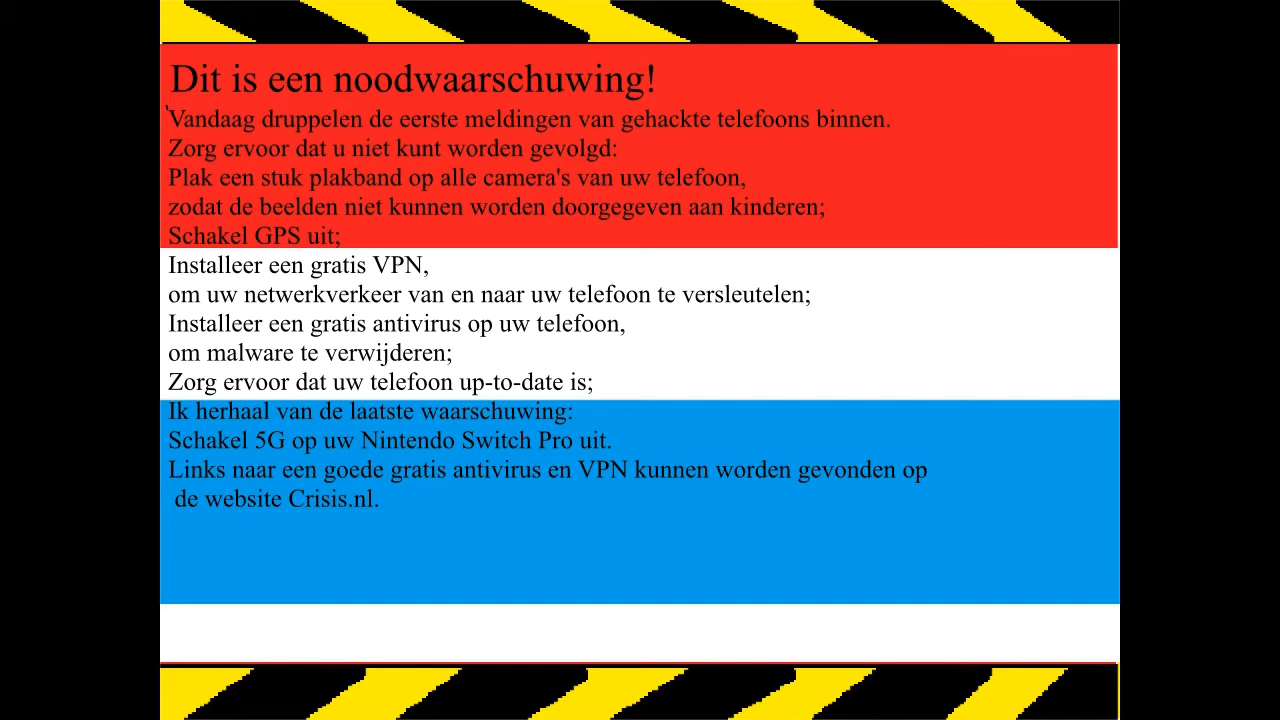 Dit is een noodwaarschuwing!
'Vandaag druppelen de eerste meldingen van gehackte telefoons binnen.
Zorg ervoor dat u niet kunt worden gevolgd:
Plak een stuk plakband op alle camera's van uw telefoon,
zodat de beelden niet kunnen worden doorgegeven aan kinderen;
Schakel GPS uit;
Installeer een gratis VPN,
om uw netwerkverkeer van en naar uw telefoon te versleutelen;
Installeer een gratis antivirus op uw telefoon,
om malware te verwijderen;
Zorg ervoor dat uw telefoon up-to-date is;
Ik herhaal van de laatste waarschuwing:
Schakel 5G op uw Nintendo Switch Pro uit.
Links naar een goede gratis antivirus en VPN kunnen worden gevonden op
de website Crisis.nl.